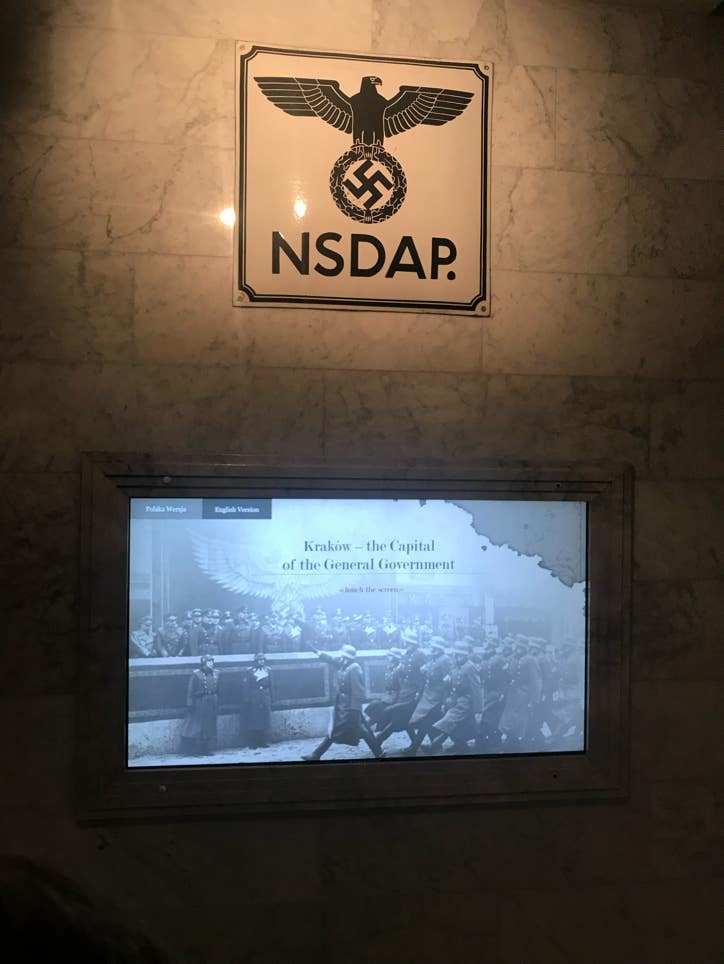 NSDAP.
Polska Wersja
English Version
Kraków – the Capital
of the General Government
touch the screen